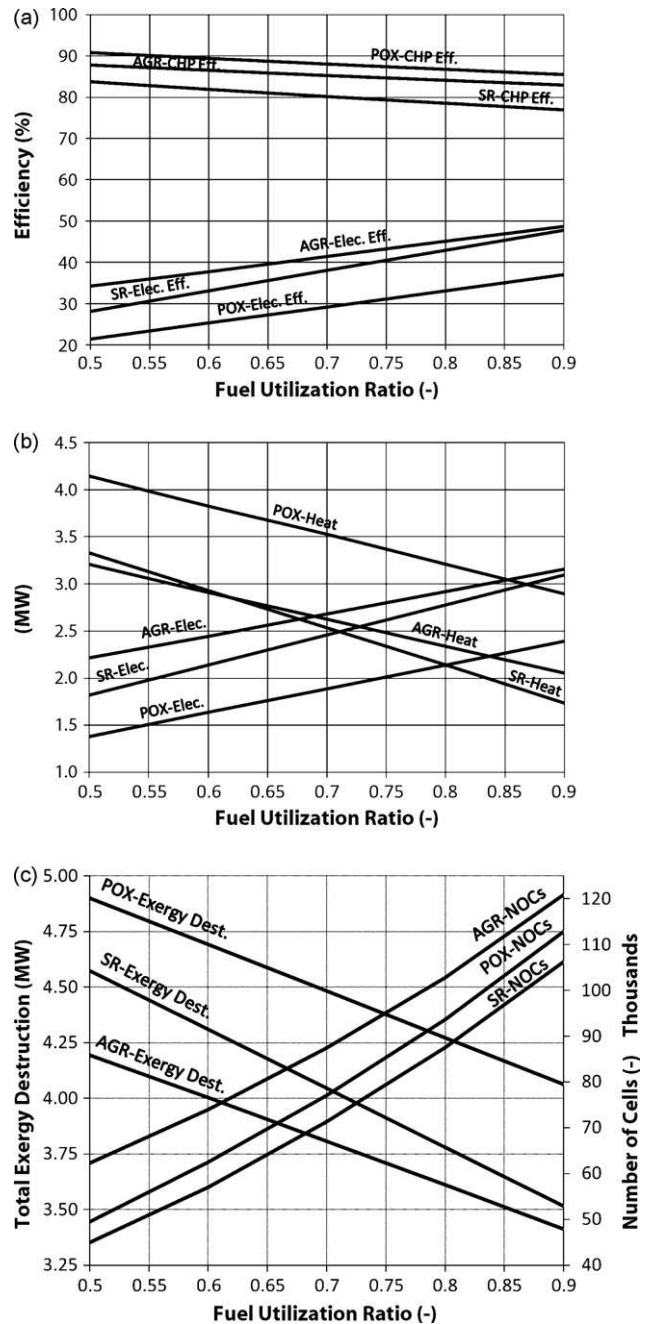 (a)
100
90
80
70
60
50
40
30
20
Efficiency (%)
POX-CHP Eff.
AGR-CHP Eff.
SR-CHP Eff.
AGR-Elec. Eff.
SR-Elec. Eff.
POX-Elec. Eff.
0.5 0.55 0.6 0.65 0.7 0.75 0.8 0.85 0.9
Fuel Utilization Ratio (-)
(b)
4.5
4.0
3.5
3.0
2.5
2.0
1.5
1.0
(MW)
POX-Heat
AGR-Elec.
AGR-Heat
SR-Elec.
SR-Heat
POX-Elec.
0.5 0.55 0.6 0.65 0.7 0.75 0.8 0.85 0.9
Fuel Utilization Ratio (-)
(c)
5.00
4.75
4.50
4.25
4.00
3.75
3.50
3.25
Total Exergy Destruction (MW)
POX-Exergy Dest.
SR-Exergy Dest.
AGR-Exergy Dest.
AGR-NOCs
POX-NOCs
SR-NOCs
120
110
100
90
80
70
60
50
40
Number of Cells (-) Thousands
0.5 0.55 0.6 0.65 0.7 0.75 0.8 0.85 0.9
Fuel Utilization Ratio (-)